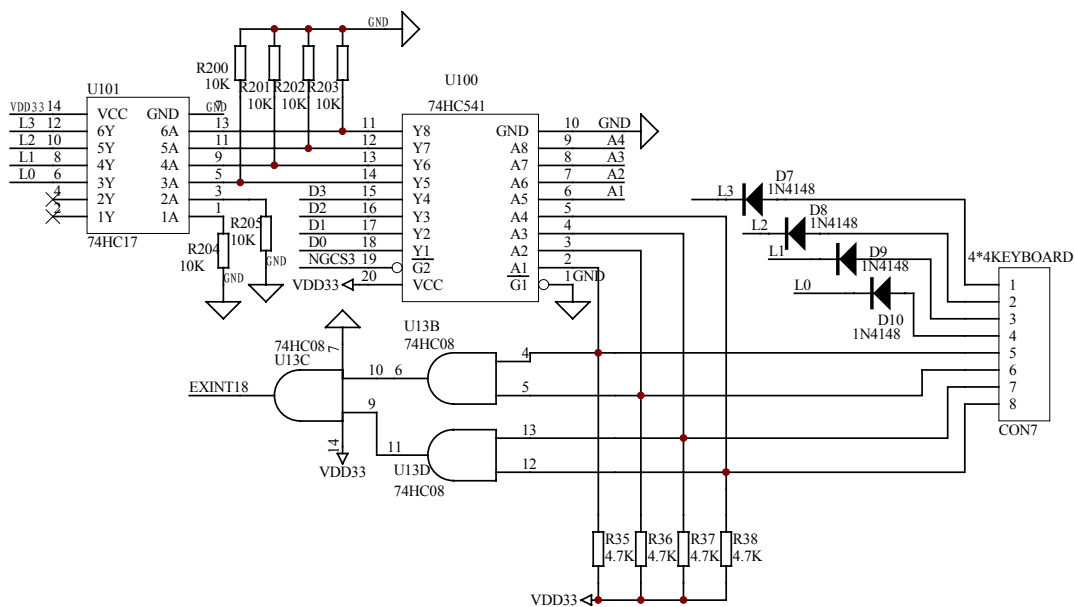 GND
R200
10K
R201
10K
R202
10K
R203
10K
U101
VDD33 14 VCC GND 7 GND
L3 12 6Y 6A 13
L2 10 5Y 5A 11
L1 8 4Y 4A 9
L0 6 3Y 3A 5
4 2Y 2A 3
2 1Y 1A 1
74HC17
R204
10K
GND
R205
10K
GND
U100
74HC541
11 Y8 GND 10 GND
12 Y7 A8 9 A4
13 Y6 A7 8 A3
14 Y5 A6 7 A2
D3 15 Y4 A5 6 A1
D2 16 Y3 A4 5
D1 17 Y2 A3 4
D0 18 Y1 A2 3
NGCS3 19 G2 A1 2
VDD33 20 VCC G1 1 GND
L3 D7
1N4148
L2 D8
1N4148
L1 D9
1N4148
L0 D10
1N4148
4*4KEYBOARD
1
2
3
4
5
6
7
8
CON7
U13B
74HC08
4
5
6
74HC08
U13C
7
10
9
14
EXINT18
VDD33
13
12
11
U13D
74HC08
R35
4.7K
R36
4.7K
R37
4.7K
R38
4.7K
VDD33